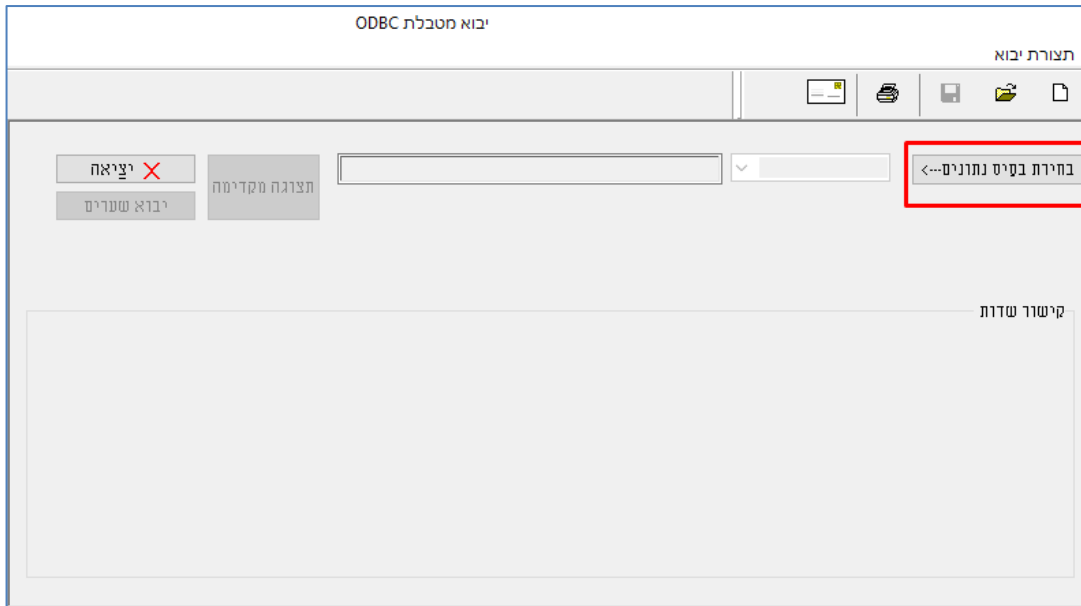 יבוא מטבלת ODBC
תצורת יבוא
בחירת בסיס נתונים--->
תצוגה מקדימה
יציאה
יבוא שערים
קישור שדות